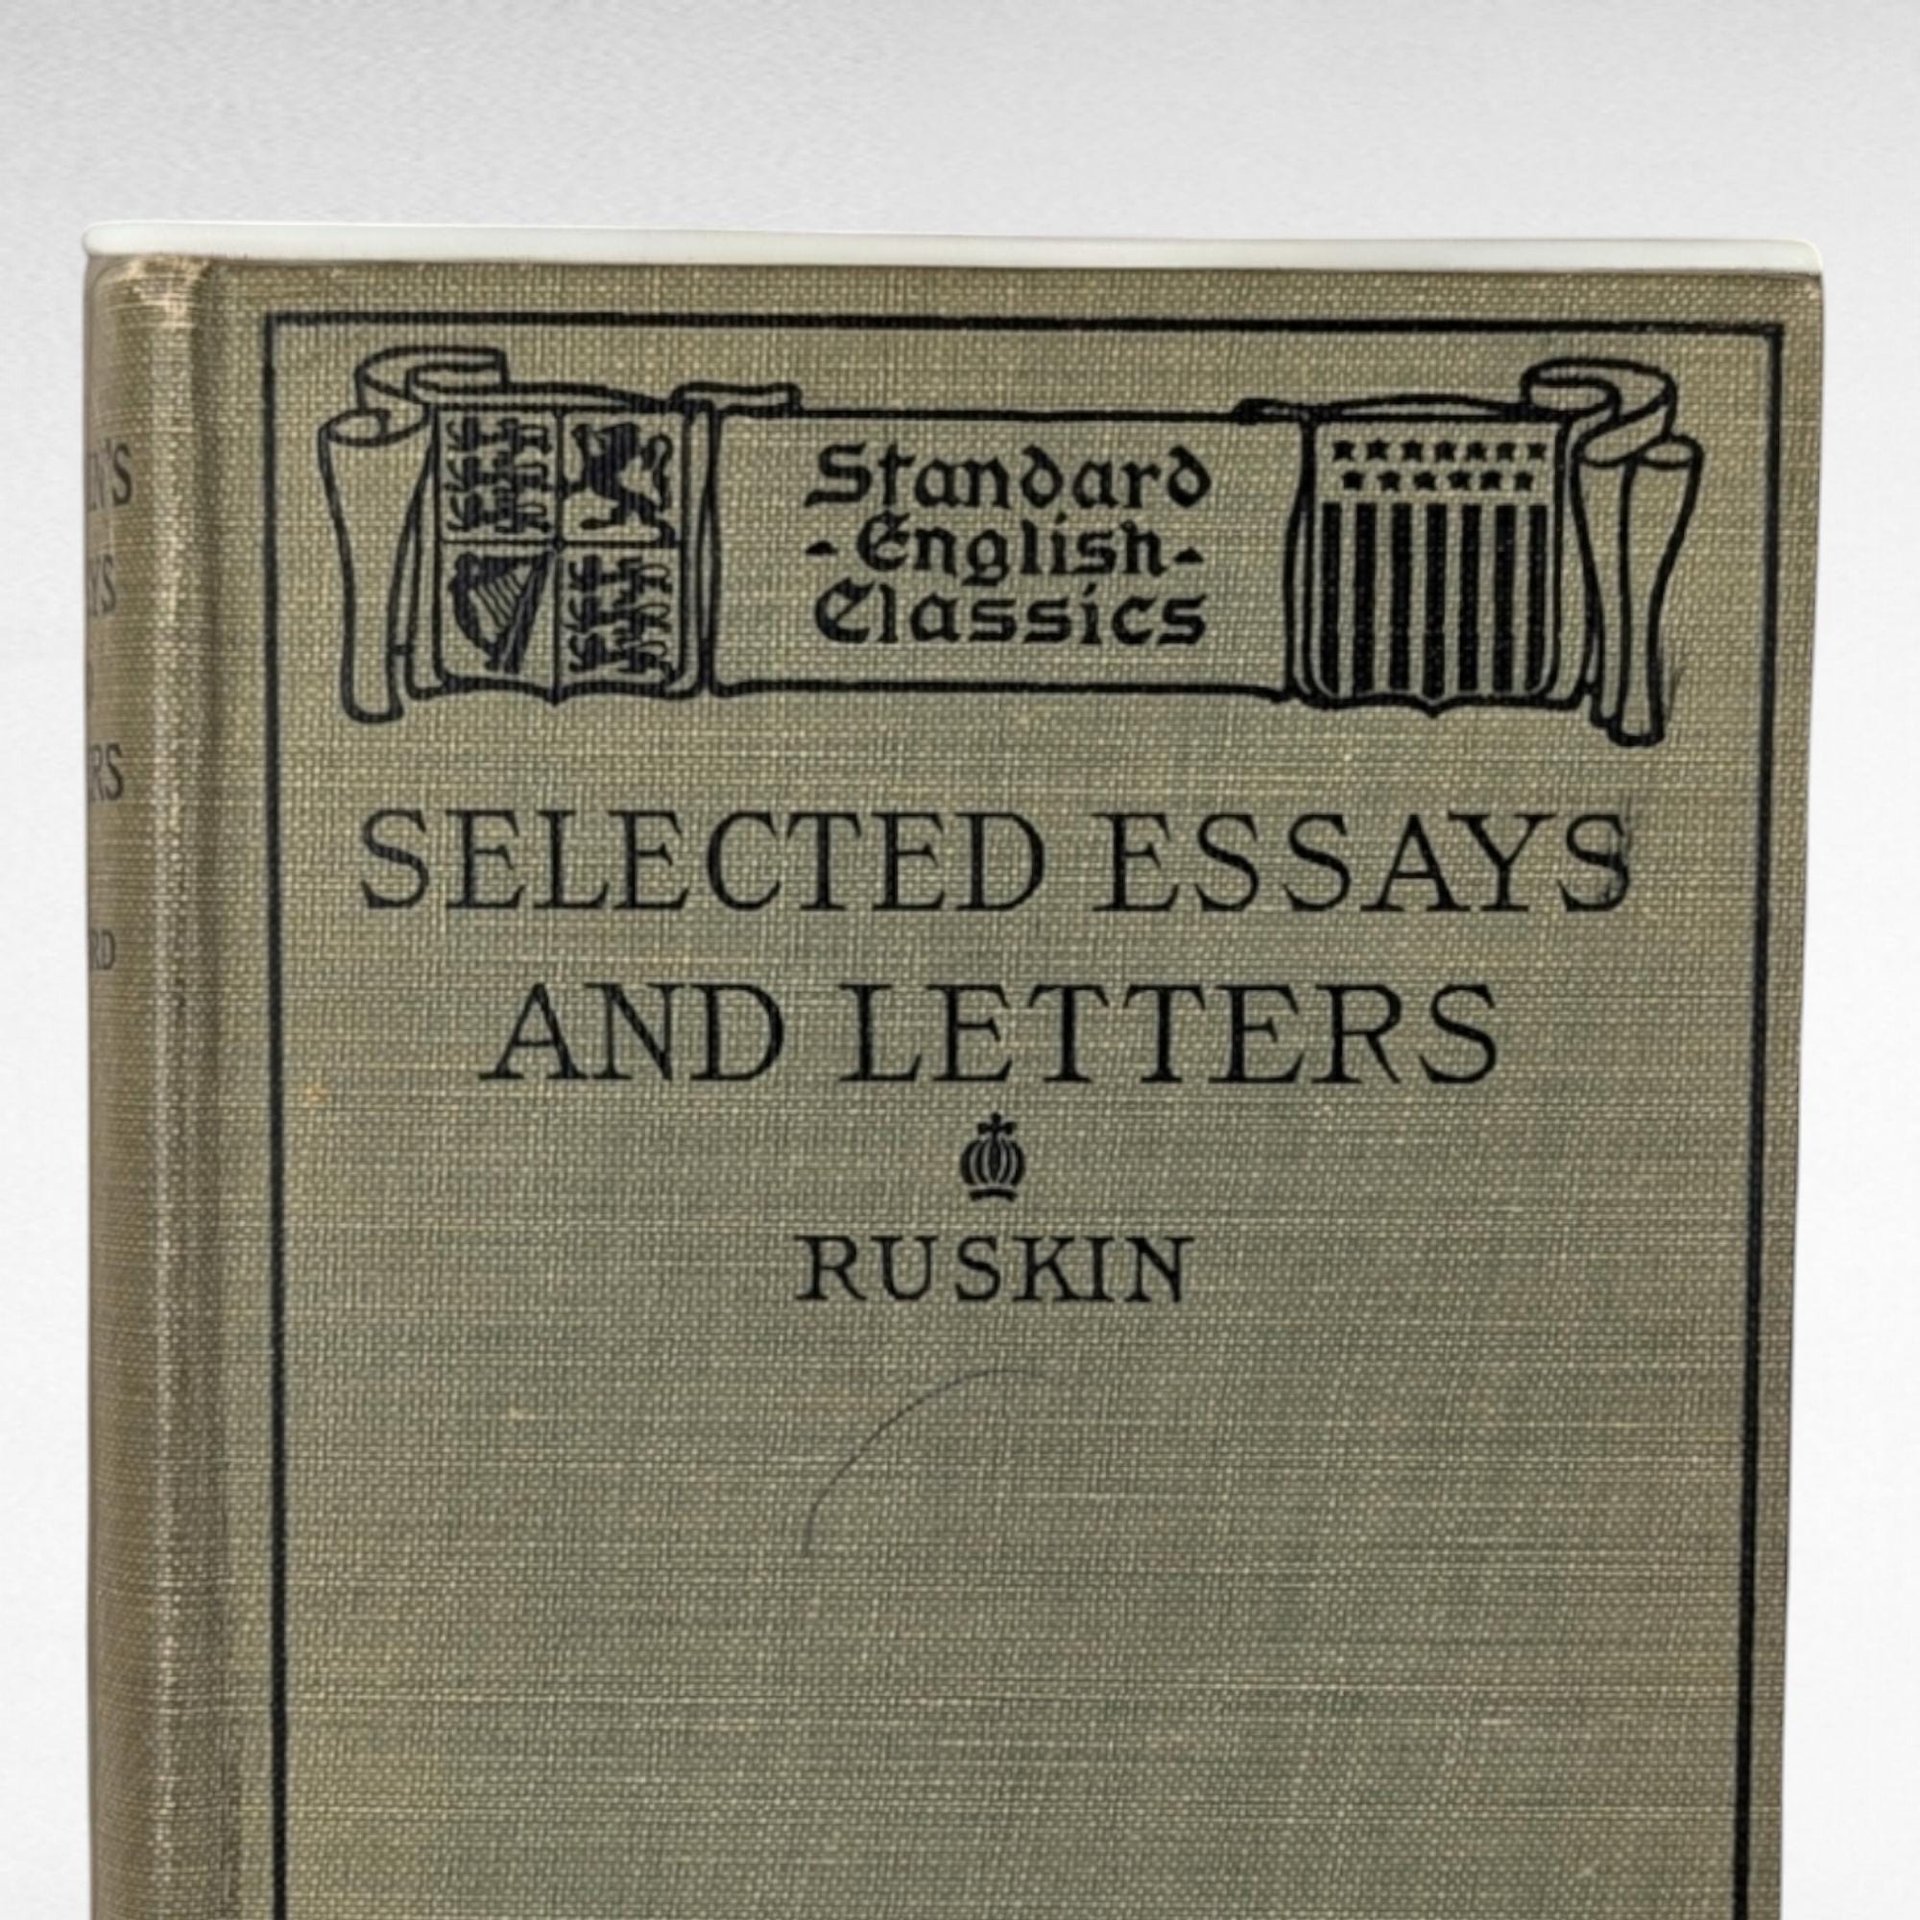 Standard
-English-
Classics
SELECTED ESSAYS
AND LETTERS
RUSKIN